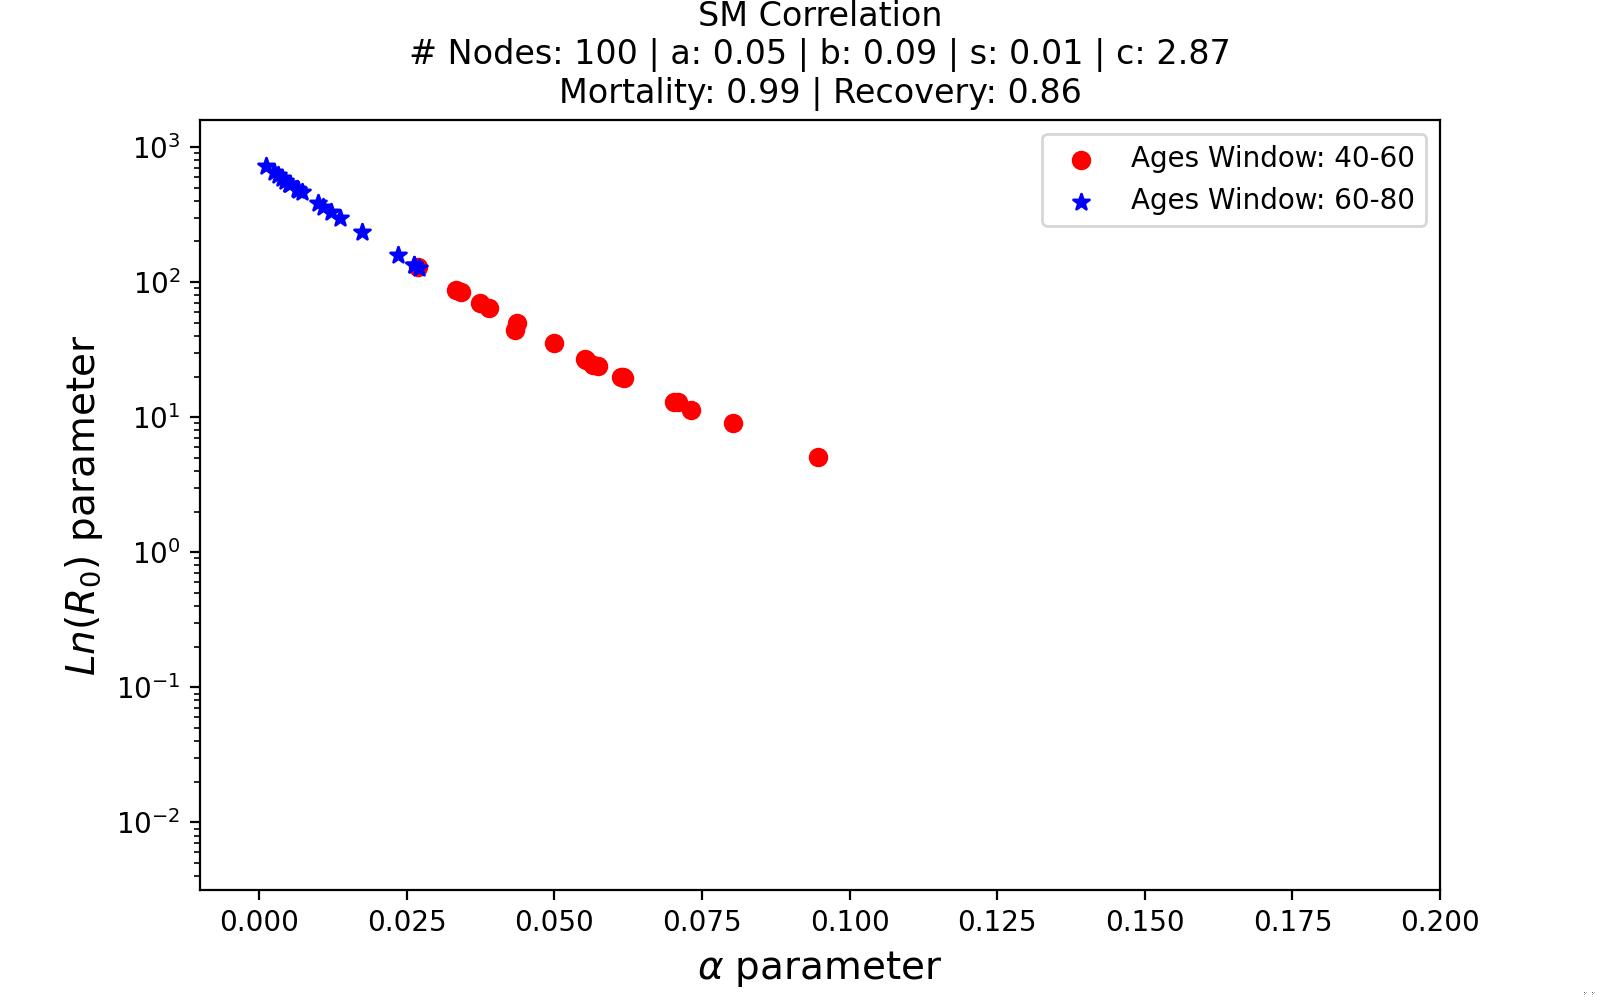 SM Correlation
# Nodes: 100 | a: 0.05 | b: 0.09 | s: 0.01 | c: 2.87
Mortality: 0.99 | Recovery: 0.86
Ages Window: 40-60
Ages Window: 60-80
Ln(R₀) parameter
10³
10²
10¹
10⁰
10⁻¹
10⁻²
0.000 0.025 0.050 0.075 0.100 0.125 0.150 0.175 0.200
α parameter